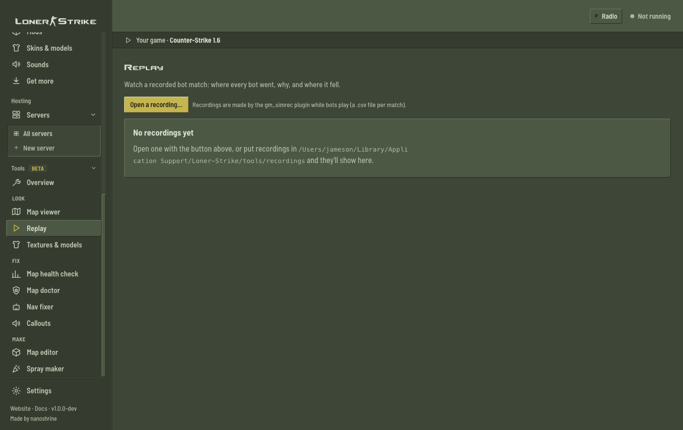 LONER STRIKE
Radio
Not running
Your game · Counter-Strike 1.6
Skins & models
Sounds
Get more
Hosting
Servers
All servers
New server
Tools BETA
Overview
LOOK
Map viewer
Replay
Textures & models
FIX
Map health check
Map doctor
Nav fixer
Callouts
MAKE
Map editor
Spray maker
Settings
Website · Docs · v1.0.0-dev
Made by nanoshrine
REPLAY
Watch a recorded bot match: where every bot went, why, and where it fell.
Open a recording... Recordings are made by the gm_simrec plugin while bots play (a .csv file per match).
No recordings yet
Open one with the button above, or put recordings in /Users/jameson/Library/Appli
cation Support/Loner-Strike/tools/recordings and they'll show here.